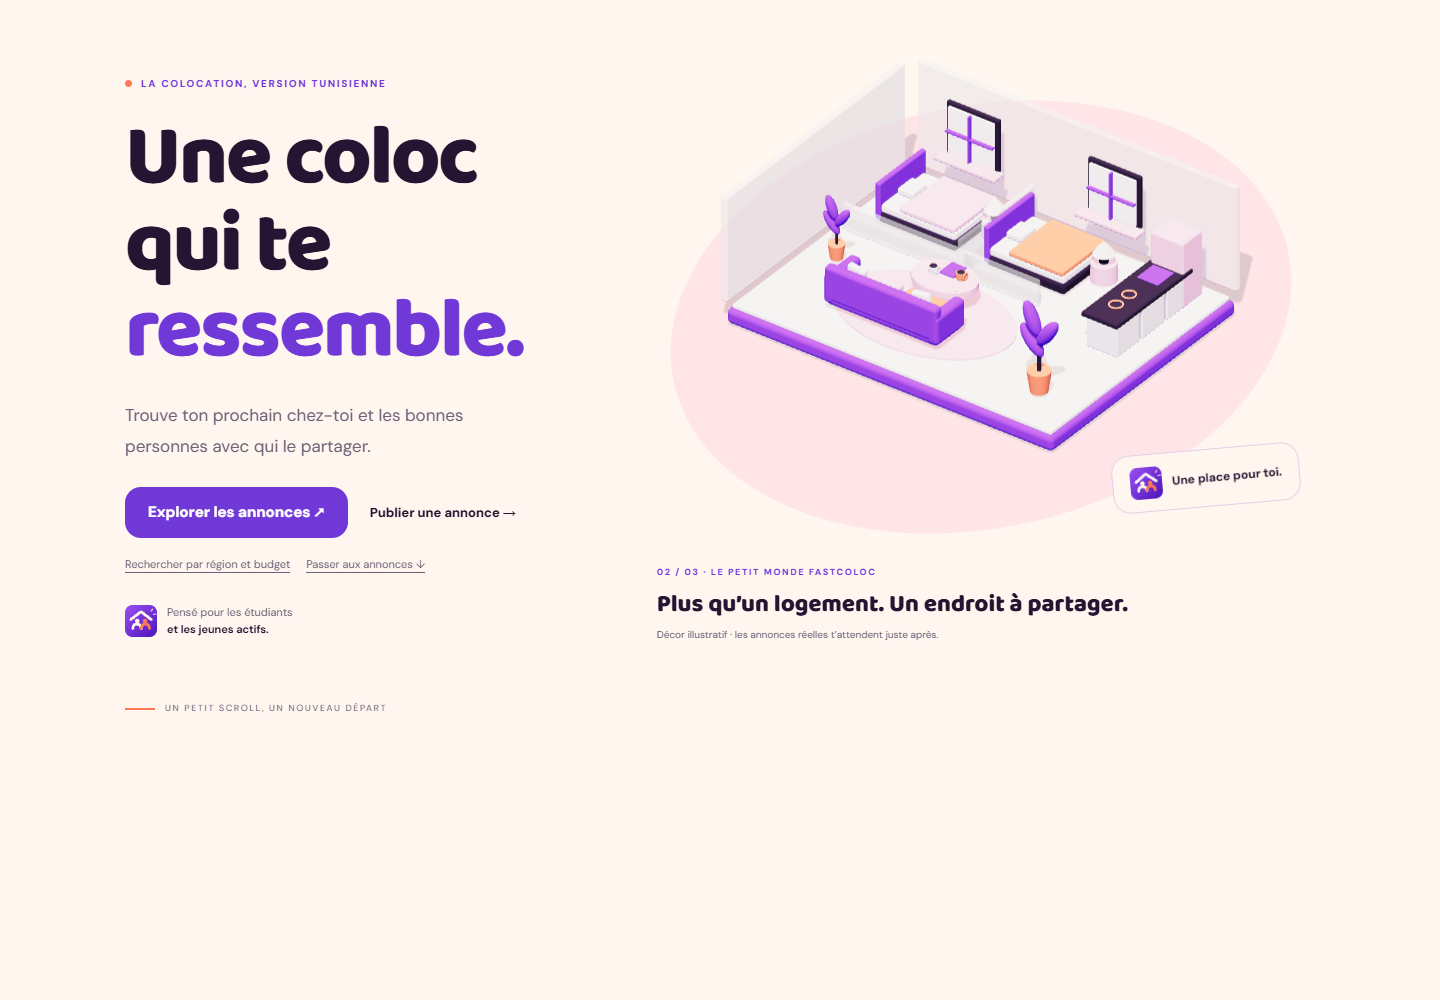 LA COLOCATION, VERSION TUNISIENNE
Une coloc
qui te
ressemble.
Trouve ton prochain chez-toi et les bonnes
personnes avec qui le partager.
Explorer les annonces ↗
Publier une annonce →
Rechercher par région et budget
Passer aux annonces ↓
Pensé pour les étudiants
et les jeunes actifs.
UN PETIT SCROLL, UN NOUVEAU DÉPART
Une place pour toi.
02 / 03 · LE PETIT MONDE FASTCOLOC
Plus qu’un logement. Un endroit à partager.
Décor illustratif · les annonces réelles t’attendent juste après.